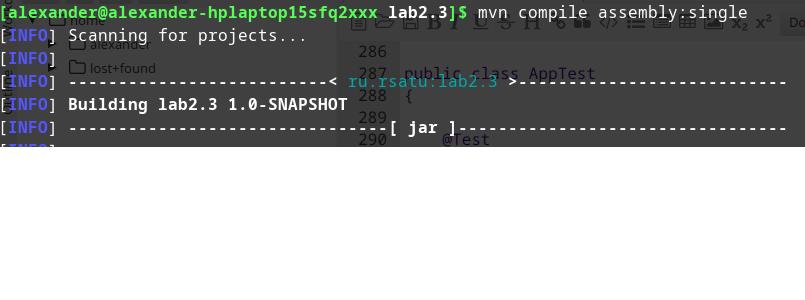 [alexander@alexander-hplaptop15sfq2xxx lab2.3]$ mvn compile assembly:single
[INFO] Scanning for projects...
[INFO]
[INFO] --------------------------< ru.rsatu:lab2.3 >---------------------------
[INFO] Building lab2.3 1.0-SNAPSHOT
[INFO] --------------------------------[ jar ]---------------------------------
[INFO]
home
alexander
lost+found
286
287 public class AppTest
288 {
289
290 @Test